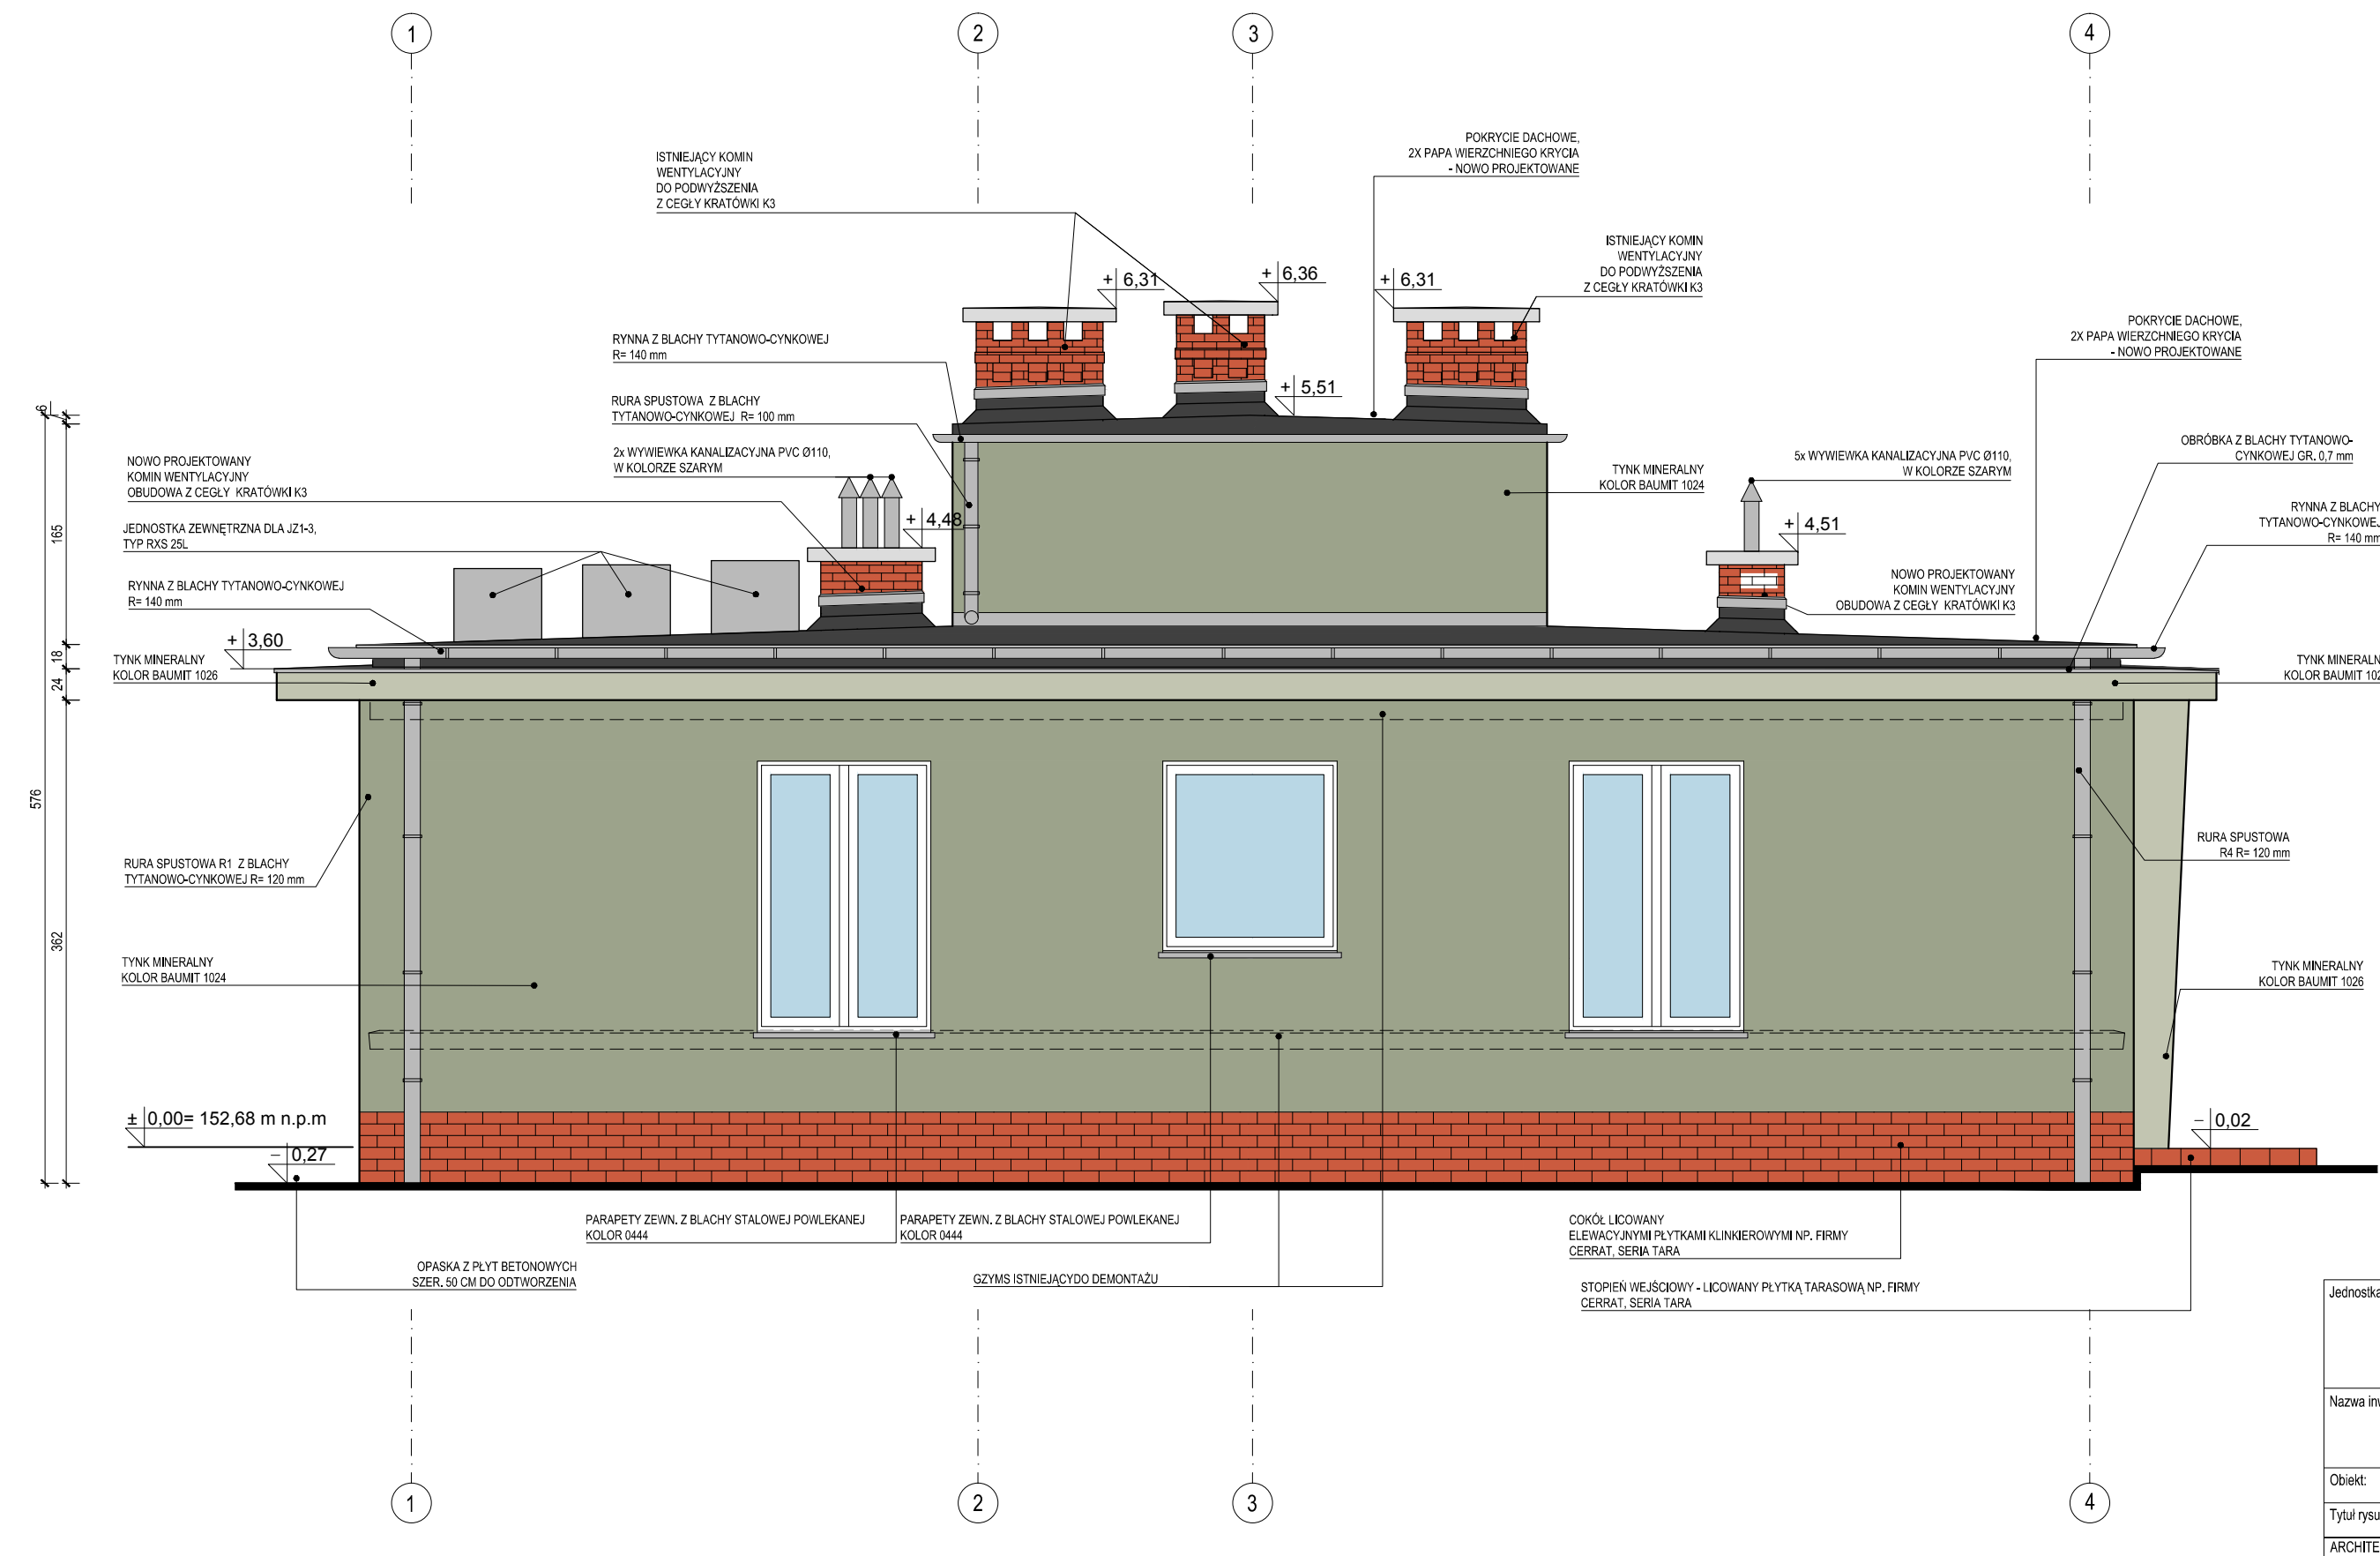 1
2
3
4
ISTNIEJĄCY KOMIN
WENTYLACYJNY
DO PODWYŻSZENIA
Z CEGŁY KRATÓWKI K3
POKRYCIE DACHOWE,
2X PAPA WIERZCHNIEGO KRYCIA
- NOWO PROJEKTOWANE
ISTNIEJĄCY KOMIN
WENTYLACYJNY
DO PODWYŻSZENIA
Z CEGŁY KRATÓWKI K3
+ 6,31
+ 6,36
+ 6,31
RYNNA Z BLACHY TYTANOWO-CYNKOWEJ
R= 140 mm
POKRYCIE DACHOWE,
2X PAPA WIERZCHNIEGO KRYCIA
- NOWO PROJEKTOWANE
+ 5,51
RURA SPUSTOWA Z BLACHY
TYTANOWO-CYNKOWEJ R= 100 mm
2x WYWIEWKA KANALIZACYJNA PVC Ø110,
W KOLORZE SZARYM
NOWO PROJEKTOWANY
KOMIN WENTYLACYJNY
OBUDOWA Z CEGŁY KRATÓWKI K3
TYNK MINERALNY
KOLOR BAUMIT 1024
5x WYWIEWKA KANALIZACYJNA PVC Ø110,
W KOLORZE SZARYM
OBRÓBKA Z BLACHY TYTANOWO-
CYNKOWEJ GR. 0,7 mm
RYNNA Z BLACHY
TYTANOWO-CYNKOWEJ
R= 140 mm
JEDNOSTKA ZEWNĘTRZNA DLA JZ1-3,
TYP RXS 25L
+ 4,48
+ 4,51
RYNNA Z BLACHY TYTANOWO-CYNKOWEJ
R= 140 mm
NOWO PROJEKTOWANY
KOMIN WENTYLACYJNY
OBUDOWA Z CEGŁY KRATÓWKI K3
+ 3,60
TYNK MINERALNY
KOLOR BAUMIT 1026
TYNK MINERALN
KOLOR BAUMIT 102
6
165
18
24
576
362
RURA SPUSTOWA R1 Z BLACHY
TYTANOWO-CYNKOWEJ R= 120 mm
RURA SPUSTOWA
R4 R= 120 mm
TYNK MINERALNY
KOLOR BAUMIT 1024
TYNK MINERALNY
KOLOR BAUMIT 1026
± 0,00= 152,68 m n.p.m
- 0,27
- 0,02
PARAPETY ZEWN. Z BLACHY STALOWEJ POWLEKANEJ
KOLOR 0444
PARAPETY ZEWN. Z BLACHY STALOWEJ POWLEKANEJ
KOLOR 0444
COKÓŁ LICOWANY
ELEWACYJNYMI PŁYTKAMI KLINKIEROWYMI NP. FIRMY
CERRAT, SERIA TARA
OPASKA Z PŁYT BETONOWYCH
SZER. 50 CM DO ODTWORZENIA
GZYMS ISTNIEJĄCYDO DEMONTAŻU
STOPIEŃ WEJŚCIOWY - LICOWANY PŁYTKĄ TARASOWĄ NP. FIRMY
CERRAT, SERIA TARA
Jednostka
Nazwa inw
Obiekt:
Tytuł rysu
ARCHITE
1
2
3
4